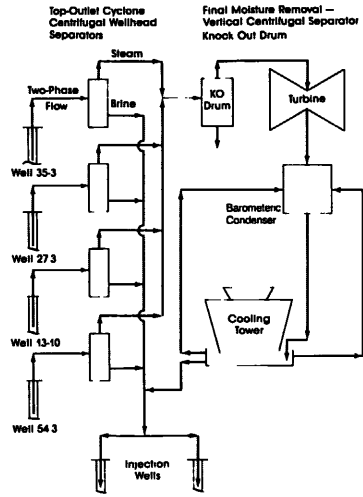 Top-Outlet Cyclone
Centrifugal Wellhead
Separators
Final Moisture Removal —
Vertical Centrifugal Separator
Knock Out Drum
Steam
Two-Phase
Flow
Brine
KO
Drum
Turbine
Well 35-3
Barometric
Condenser
Well 27 3
Cooling
Tower
Well 13-10
Well 54 3
Injection
Wells